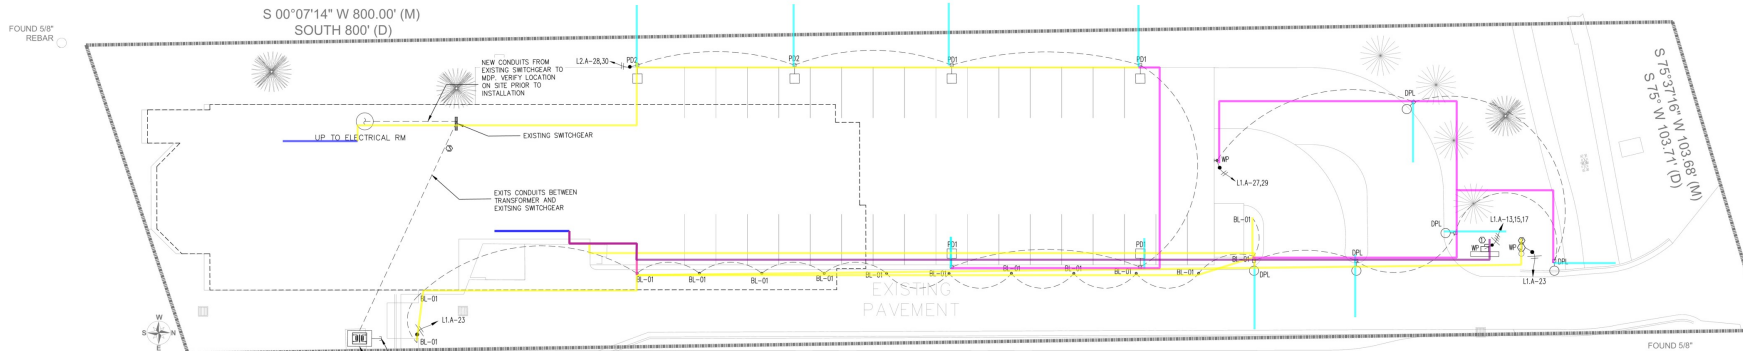 S 00°07'14" W 800.00' (M)
SOUTH 800' (D)
FOUND 5/8"
REBAR
NEW CONDUITS FROM
EXISTING SWITCHGEAR TO
MDP. VERIFY LOCATION
ON SITE PRIOR TO
INSTALLATION
L2.A-28,30
PD2
PD2
PD1
PD1
S 75°37'16" W 103.68' (M)
S 75° W 103.71' (D)
DPL
UP TO ELECTRICAL RM
EXISTING SWITCHGEAR
WP
L1.A-27,29
EXITS CONDUITS BETWEEN
TRANSFORMER AND
EXITSING SWITCHGEAR
BL-01
DPL
L1.A-13,15,17
PD1
PD1
WP
WP
DPL
BL-01
DPL
DPL
BL-01
BL-01
BL-01
BL-01
BL-01
BL-01
BL-01
BL-01
BL-01
BL-01
L1.A-23
EXISTING
PAVEMENT
BL-01
L1.A-23
BL-01
W
S N
E
FOUND 5/8"